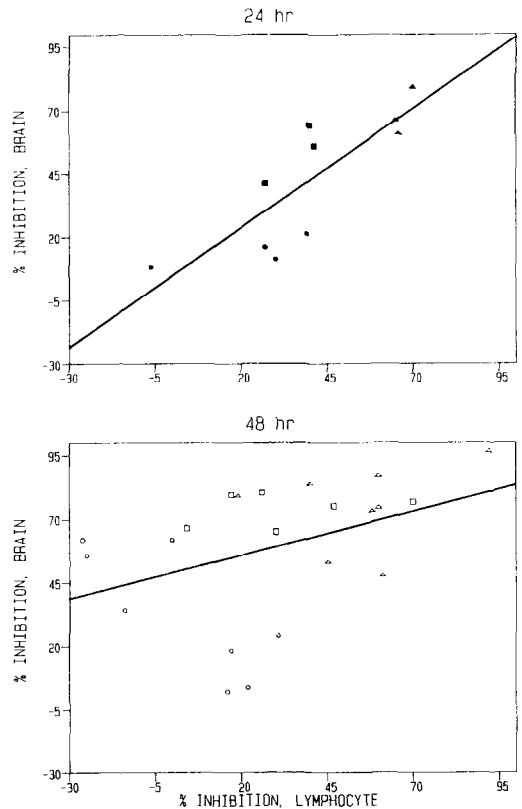 24 hr
95
70
45
20
-5
-30
% INHIBITION, BRAIN
-30 -5 20 45 70 95
48 hr
95
70
45
20
-5
-30
% INHIBITION, BRAIN
-30 -5 20 45 70 95
% INHIBITION, LYMPHOCYTE